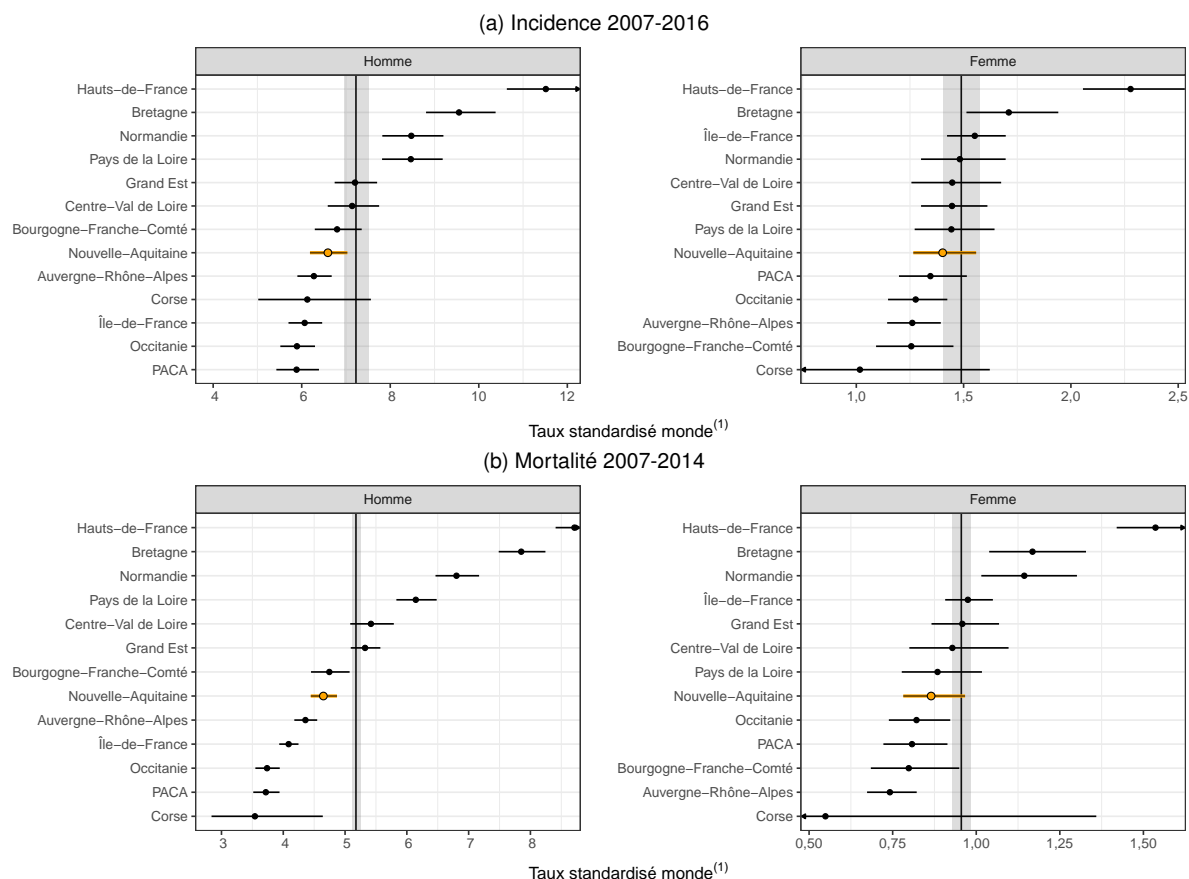 (a) Incidence 2007-2016
Homme
Hauts−de−France
Bretagne
Normandie
Pays de la Loire
Grand Est
Centre−Val de Loire
Bourgogne−Franche−Comté
Nouvelle−Aquitaine
Auvergne−Rhône−Alpes
Corse
Île−de−France
Occitanie
PACA
4 6 8 10 12
Femme
Hauts−de−France
Bretagne
Île−de−France
Normandie
Centre−Val de Loire
Grand Est
Pays de la Loire
Nouvelle−Aquitaine
PACA
Occitanie
Auvergne−Rhône−Alpes
Bourgogne−Franche−Comté
Corse
1,0 1,5 2,0 2,5
Taux standardisé monde(1)
(b) Mortalité 2007-2014
Homme
Hauts−de−France
Bretagne
Normandie
Pays de la Loire
Centre−Val de Loire
Grand Est
Bourgogne−Franche−Comté
Nouvelle−Aquitaine
Auvergne−Rhône−Alpes
Île−de−France
Occitanie
PACA
Corse
3 4 5 6 7 8
Femme
Hauts−de−France
Bretagne
Normandie
Île−de−France
Grand Est
Centre−Val de Loire
Pays de la Loire
Nouvelle−Aquitaine
Occitanie
PACA
Bourgogne−Franche−Comté
Auvergne−Rhône−Alpes
Corse
0,50 0,75 1,00 1,25 1,50
Taux standardisé monde(1)